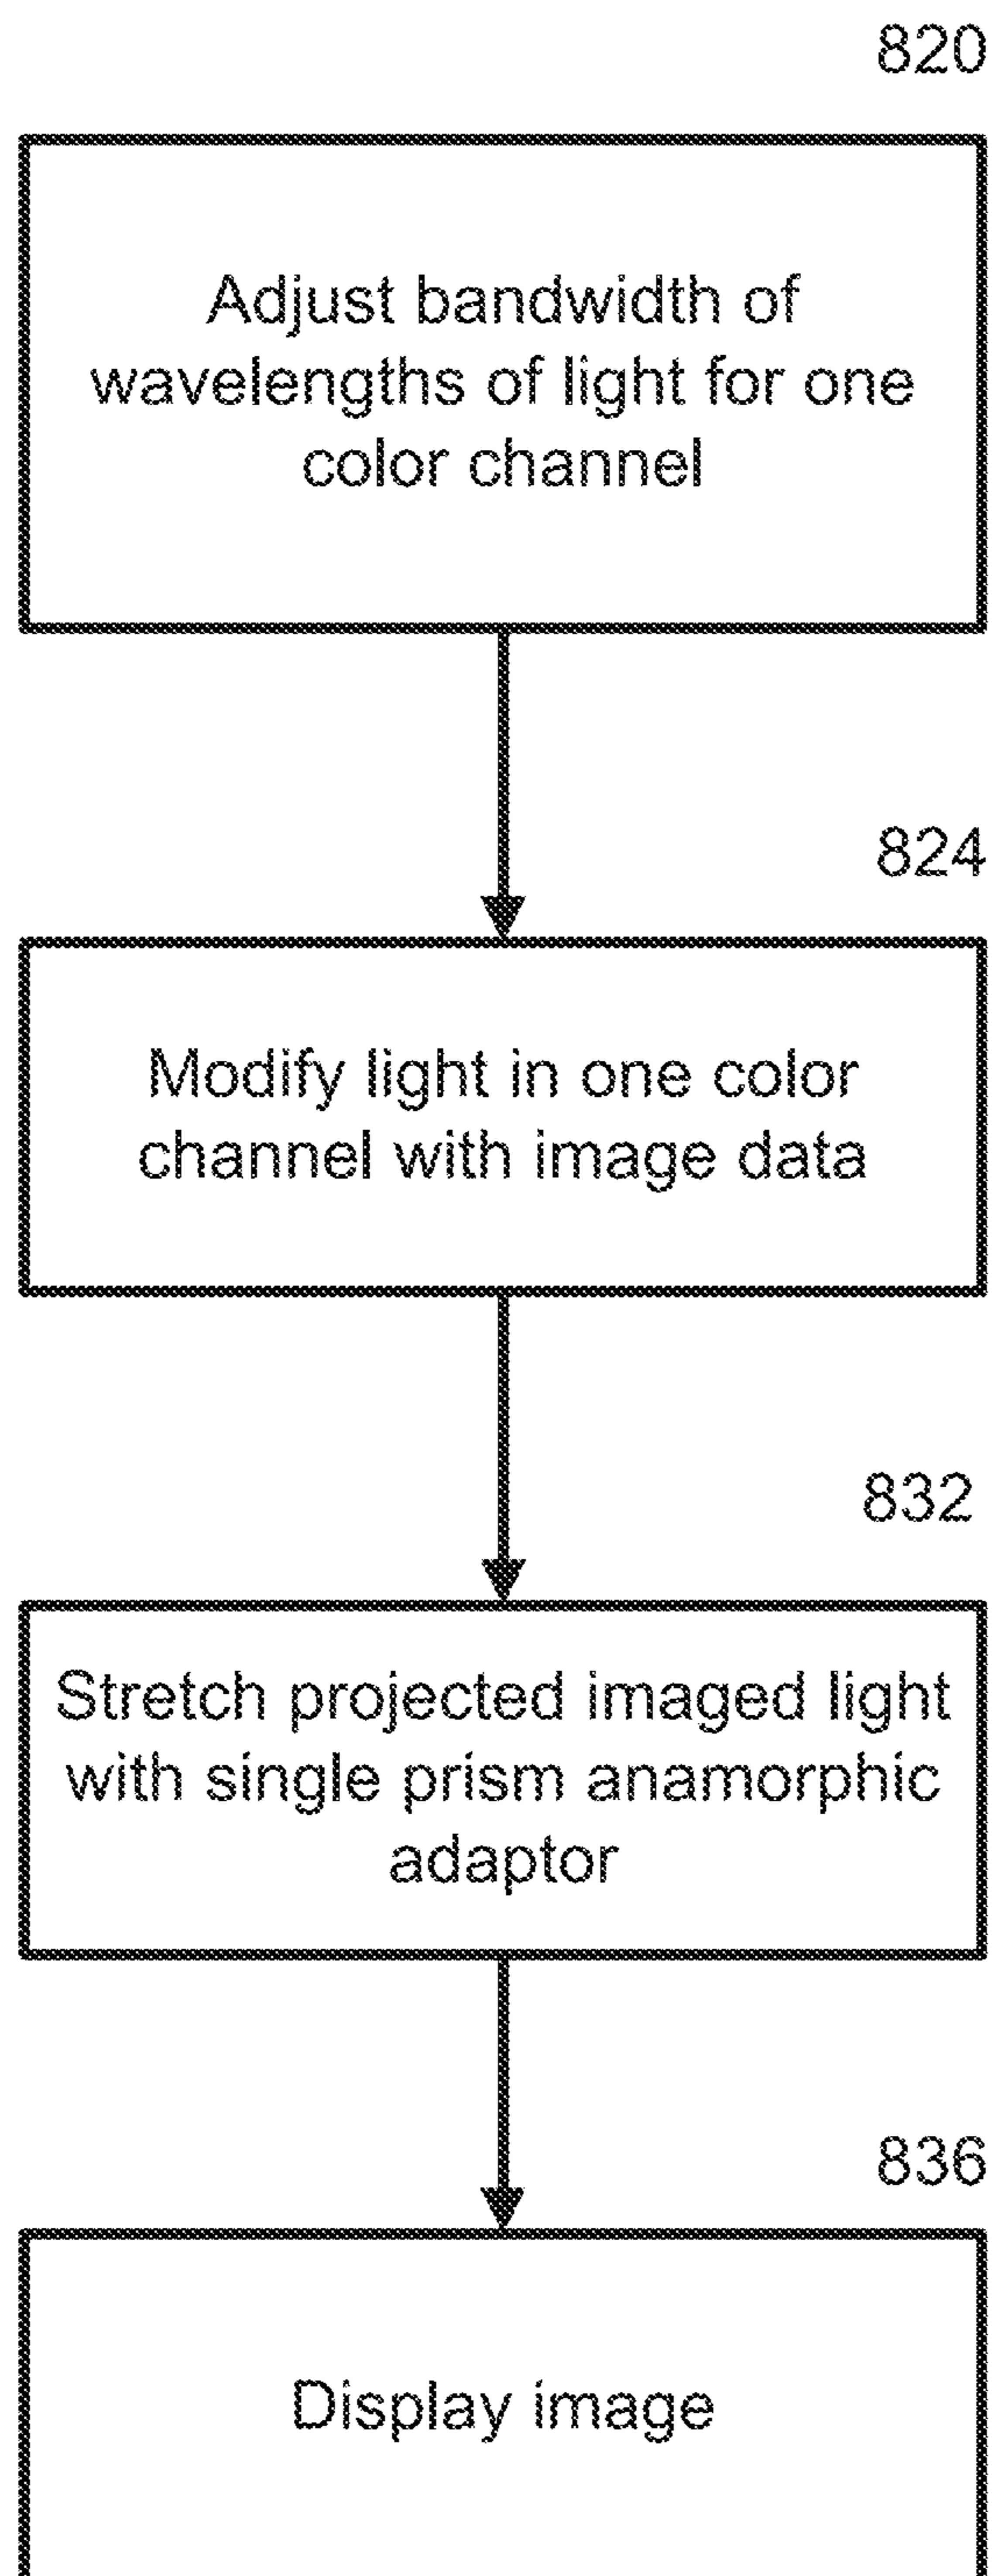 820
Adjust bandwidth of
wavelengths of light for one
color channel
824
Modify light in one color
channel with image data
832
Stretch projected imaged light
with single prism anamorphic
adaptor
836
Display image